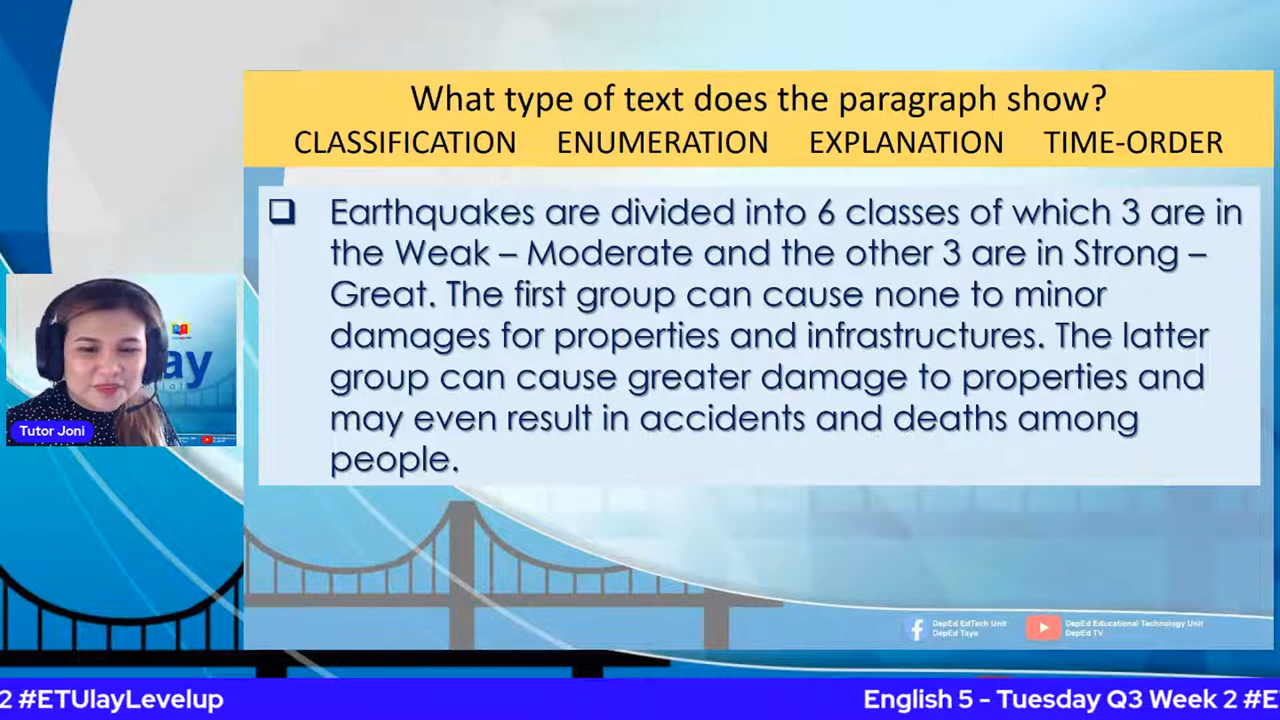 What type of text does the paragraph show?
CLASSIFICATION ENUMERATION EXPLANATION TIME-ORDER
Earthquakes are divided into 6 classes of which 3 are in
the Weak – Moderate and the other 3 are in Strong –
Great. The first group can cause none to minor
damages for properties and infrastructures. The latter
group can cause greater damage to properties and
may even result in accidents and deaths among
people.
ay
Tutor Joni
DepEd EdTech Unit
DepEd Tayo
DepEd Educational Technology Unit
DepEd TV
2 #ETUlayLevelup
English 5 - Tuesday Q3 Week 2 #E